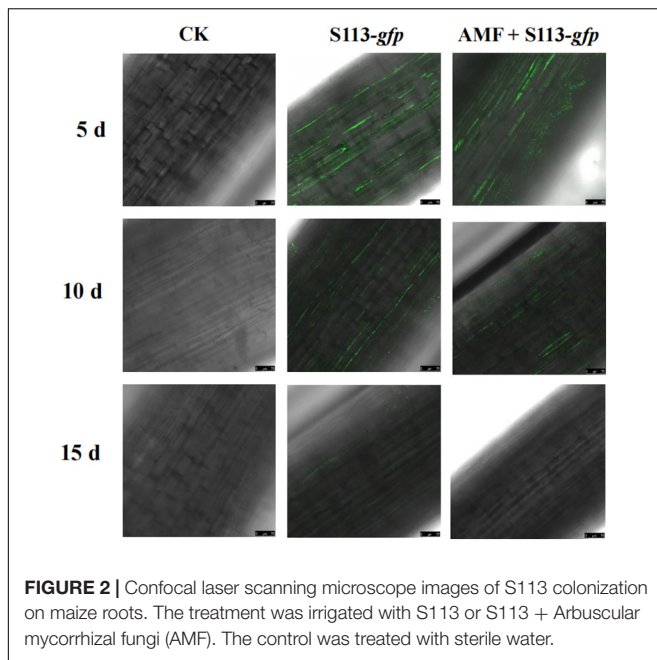 CK
S113-gfp
AMF + S113-gfp
5 d
10 d
15 d
FIGURE 2 | Confocal laser scanning microscope images of S113 colonization
on maize roots. The treatment was irrigated with S113 or S113 + Arbuscular
mycorrhizal fungi (AMF). The control was treated with sterile water.